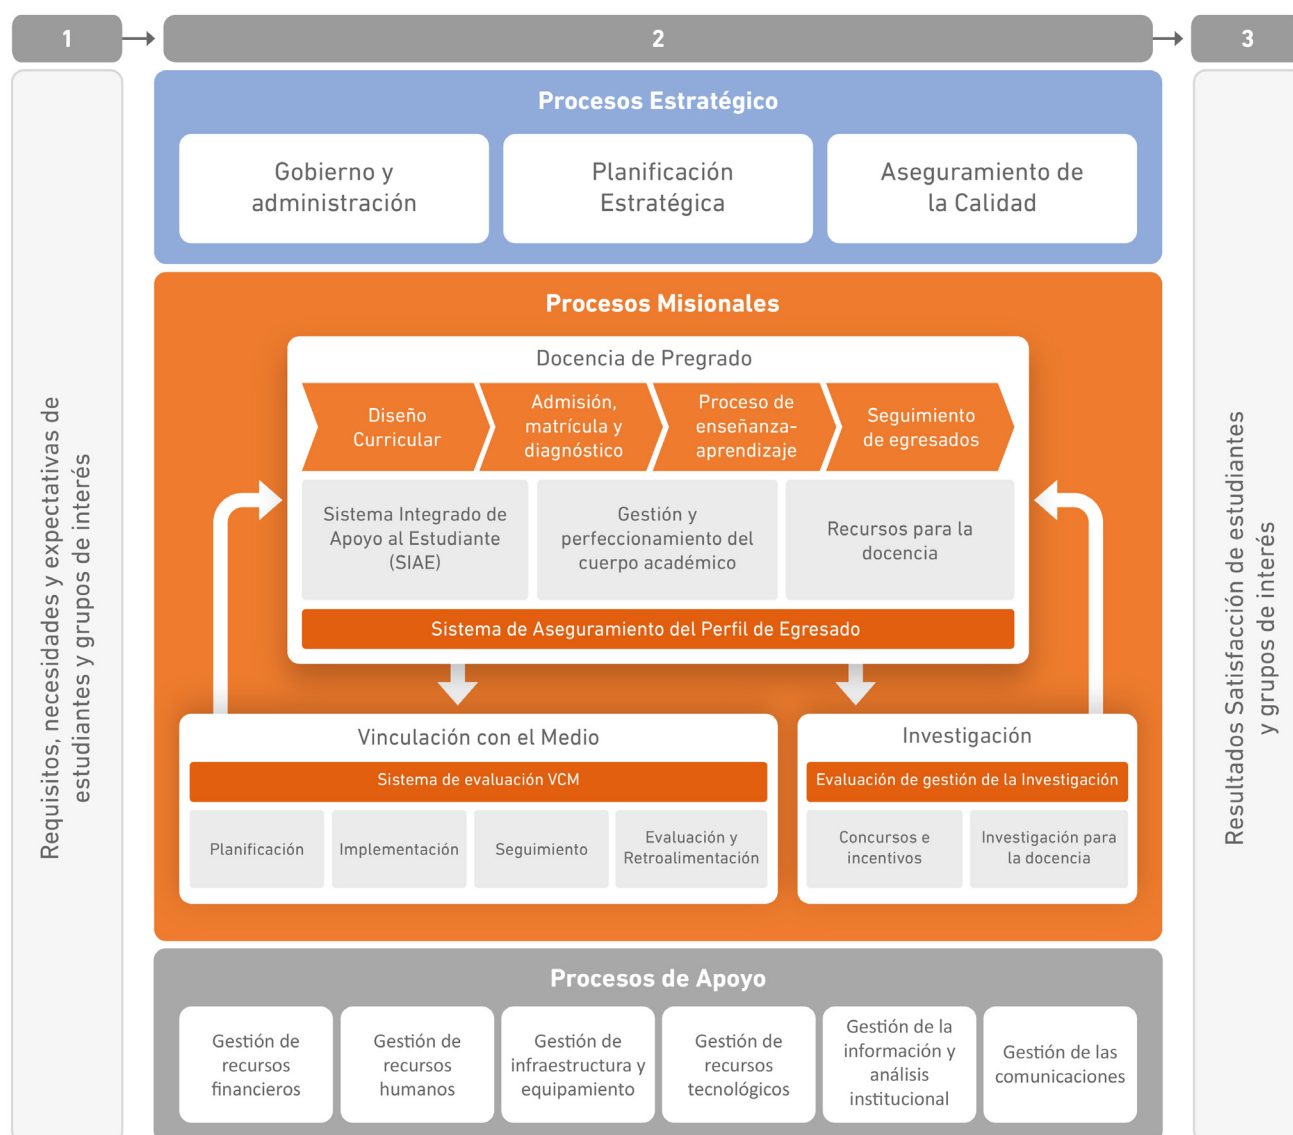 1
2
3
Requisitos, necesidades y expectativas de
estudiantes y grupos de interés
Procesos Estratégico
Gobierno y
administración
Planificación
Estratégica
Aseguramiento de
la Calidad
Procesos Misionales
Docencia de Pregrado
Diseño
Curricular
Admisión,
matrícula y
diagnóstico
Proceso de
enseñanza-
aprendizaje
Seguimiento
de egresados
Sistema Integrado de
Apoyo al Estudiante
(SIAE)
Gestión y
perfeccionamiento del
cuerpo académico
Recursos para la
docencia
Sistema de Aseguramiento del Perfil de Egresado
Vinculación con el Medio
Sistema de evaluación VCM
Planificación
Implementación
Seguimiento
Evaluación y
Retroalimentación
Investigación
Evaluación de gestión de la Investigación
Concursos e
incentivos
Investigación para
la docencia
Procesos de Apoyo
Gestión de
recursos
financieros
Gestión de
recursos
humanos
Gestión de
infraestructura y
equipamiento
Gestión de
recursos
tecnológicos
Gestión de la
información y
análisis
institucional
Gestión de las
comunicaciones
Resultados Satisfacción de estudiantes
y grupos de interés